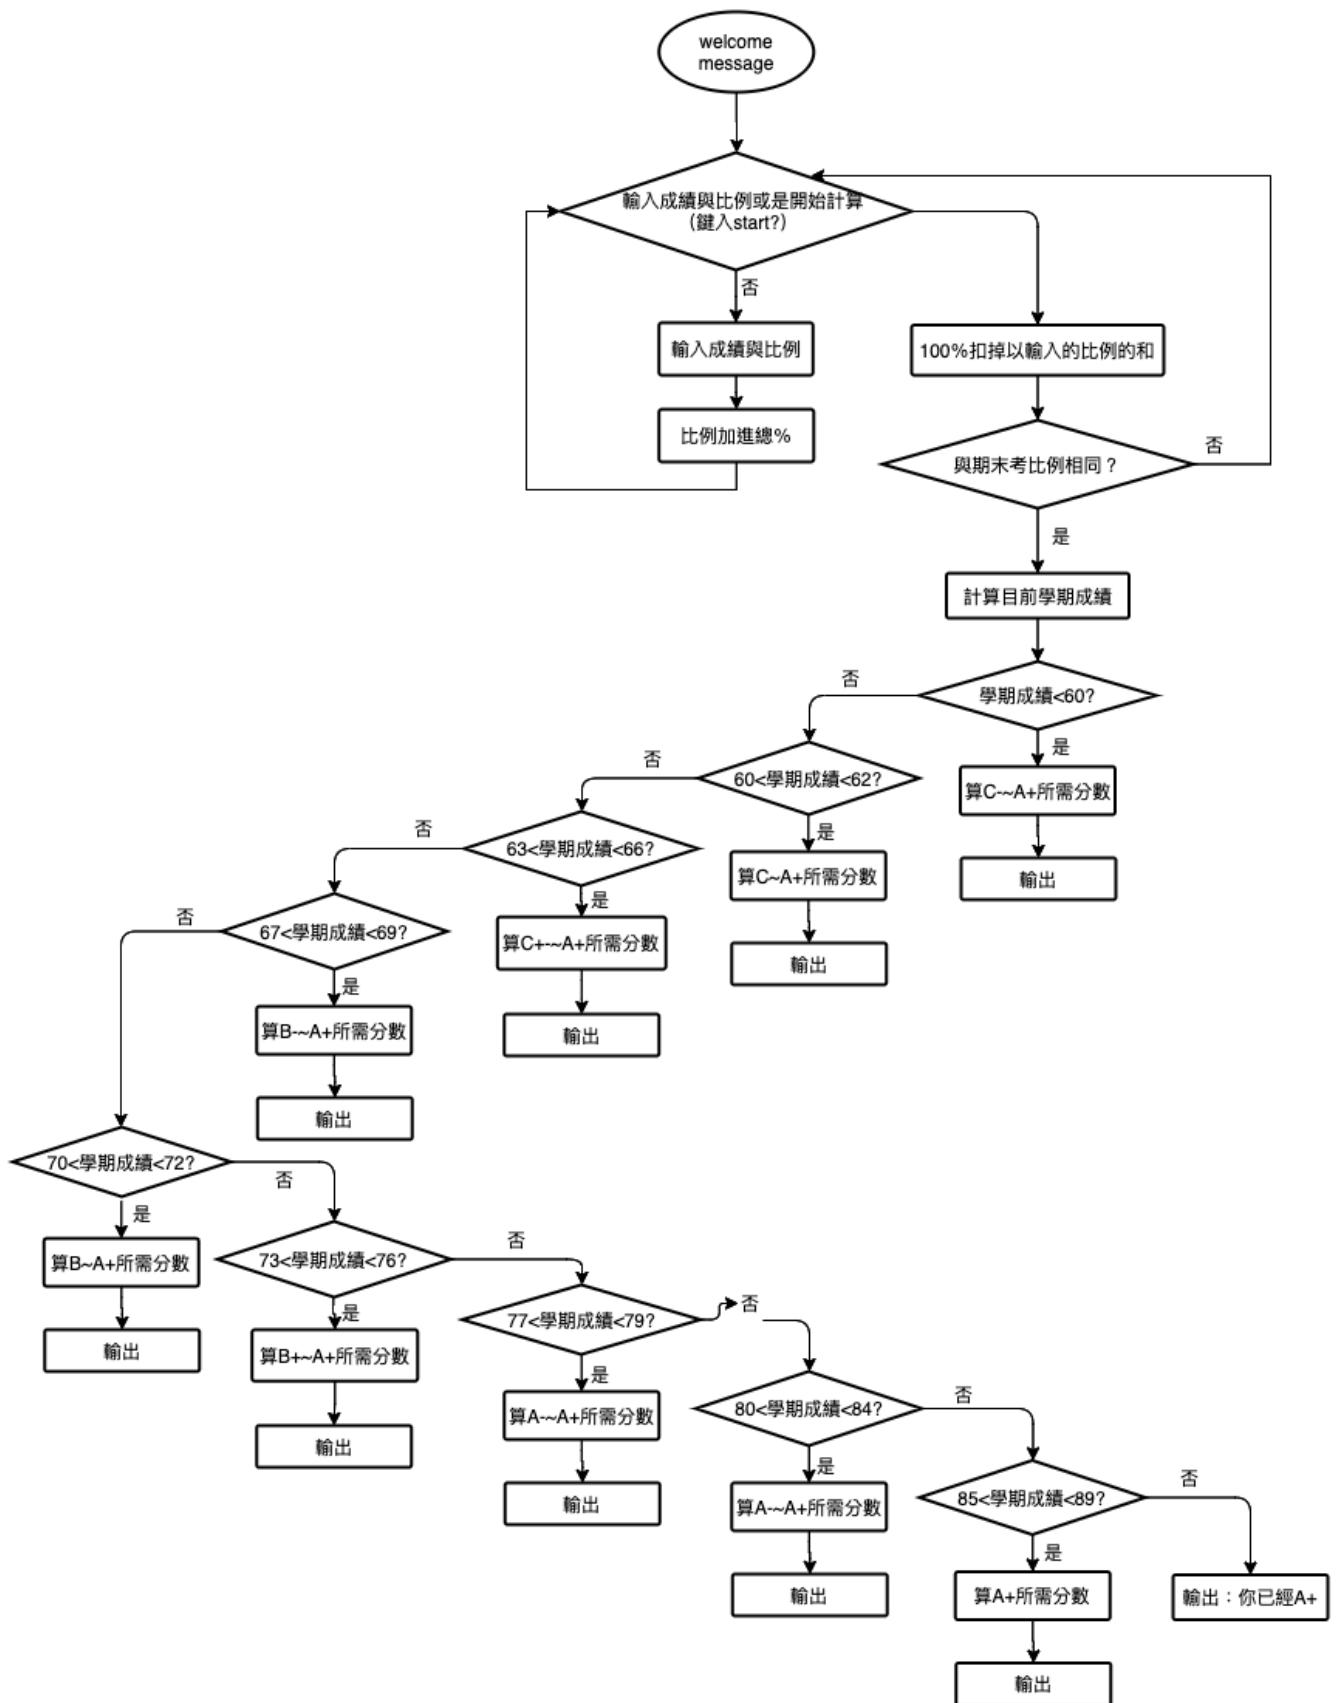 welcome
message
輸入成績與比例或是開始計算
（鍵入start?）
否
輸入成績與比例
100%扣掉以輸入的比例的和
比例加進總%
否
與期末考比例相同？
是
計算目前學期成績
否
學期成績<60?
是
否
60<學期成績<62?
算C-~A+所需分數
是
否
63<學期成績<66?
算C~A+所需分數
輸出
是
否
67<學期成績<69?
算C+-~A+所需分數
輸出
是
算B-~A+所需分數
輸出
輸出
70<學期成績<72?
否
是
算B~A+所需分數
73<學期成績<76?
否
是
77<學期成績<79?
否
輸出
算B+~A+所需分數
是
80<學期成績<84?
否
算A-~A+所需分數
輸出
是
85<學期成績<89?
否
輸出
算A-~A+所需分數
是
輸出
算A+所需分數
輸出：你已經A+
輸出